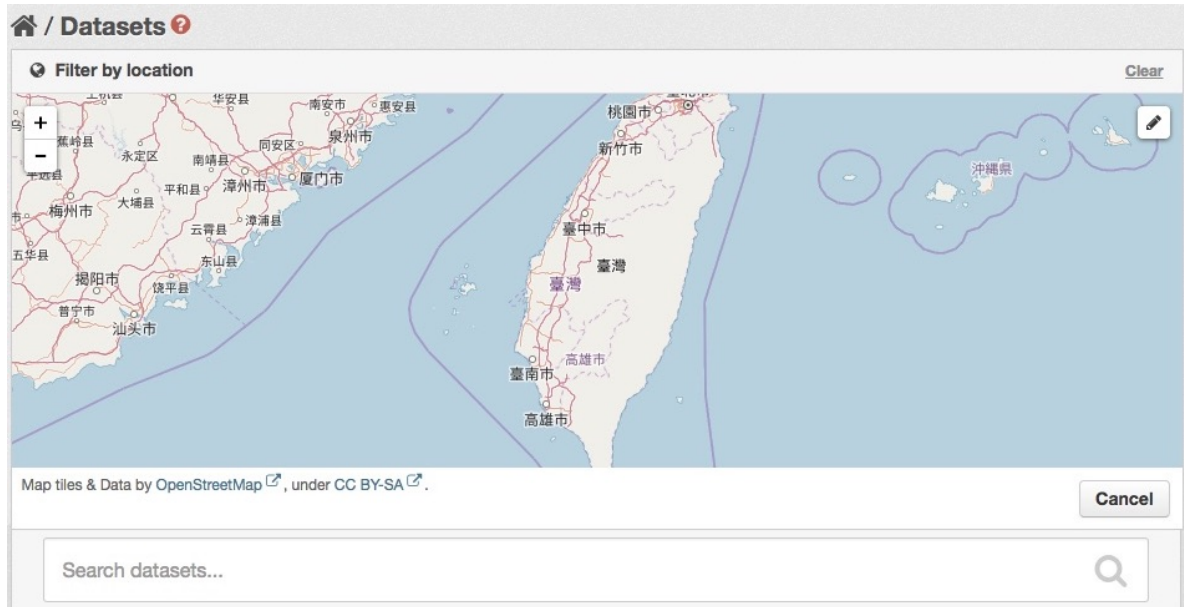 / Datasets ?
Filter by location
Clear
华安县
南安市
惠安县
桃園市
+
蕉岭县
永定区
南靖县
同安区
泉州市
新竹市
沖縄県
-
平远县
平和县
漳州市
厦门市
梅州市
大埔县
云霄县
漳浦县
臺中市
五华县
东山县
臺灣
揭阳市
饶平县
臺灣
普宁市
汕头市
高雄市
臺南市
高雄市
Map tiles & Data by OpenStreetMap , under CC BY-SA .
Cancel
Search datasets...